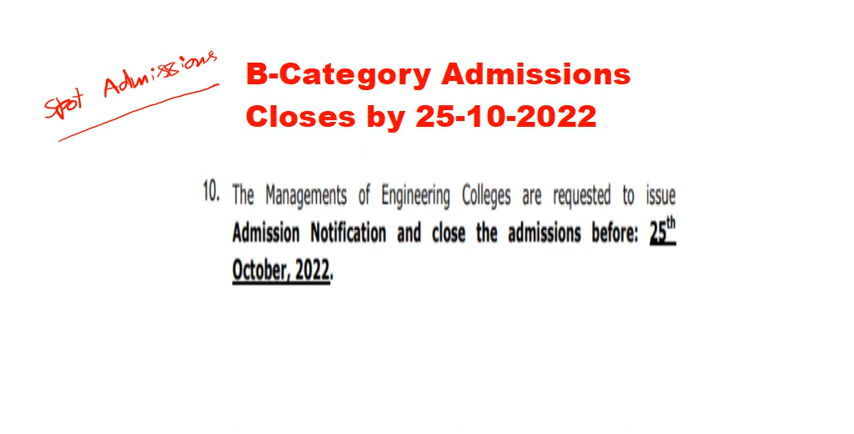 Spot Admissions
B-Category Admissions
Closes by 25-10-2022
10. The Managements of Engineering Colleges are requested to issue
Admission Notification and close the admissions before: 25th
October, 2022.